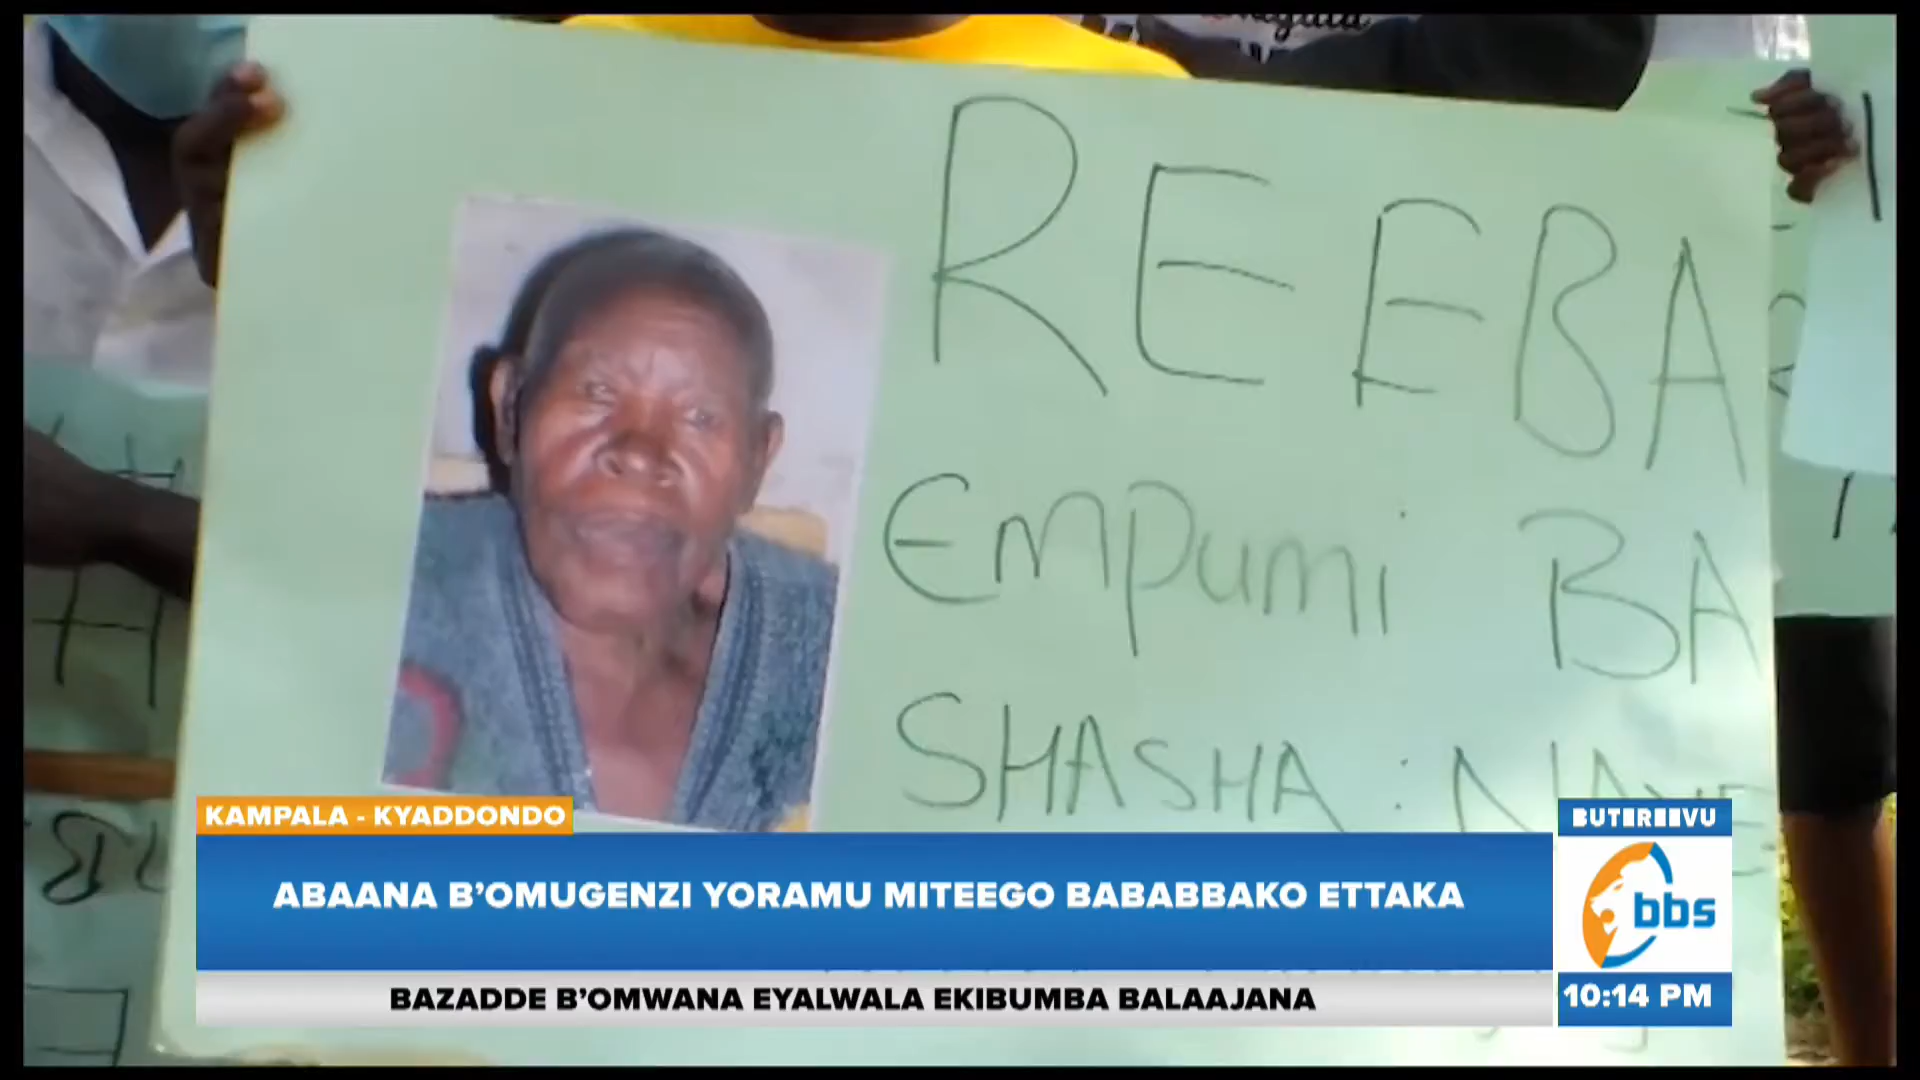 REEBA
Empumi BA
SHASHA: NAYE
KAMPALA - KYADDONDO
ABAANA B'OMUGENZI YORAMU MITEEGO BABABBAKO ETTAKA
BAZADDE B'OMWANA EYALWALA EKIBUMBA BALAAJANA
BUTEREEVU
bbs
10:14 PM